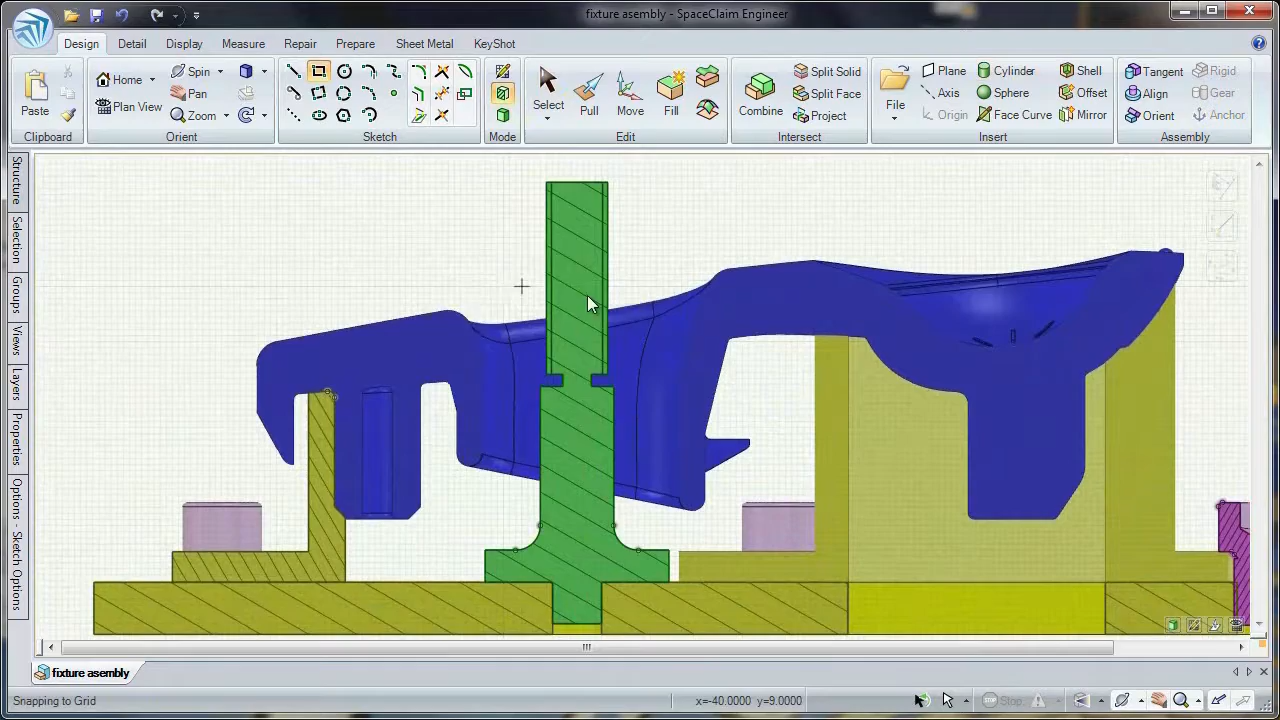 fixture asembly - SpaceClaim Engineer
Design Detail Display Measure Repair Prepare Sheet Metal KeyShot
Paste
Clipboard
Home Spin
Plan View Pan
Zoom
Orient
Sketch
Mode
Select Pull Move Fill
Edit
Combine
Split Solid
Split Face
Project
Intersect
File
Plane Cylinder Shell
Axis Sphere Offset
Origin Face Curve Mirror
Insert
Tangent Rigid
Align Gear
Orient Anchor
Assembly
Structure
Selection
Groups
Views
Layers
Properties
Options - Sketch Options
fixture asembly
Snapping to Grid
x=-40.0000 y=9.0000
Stop